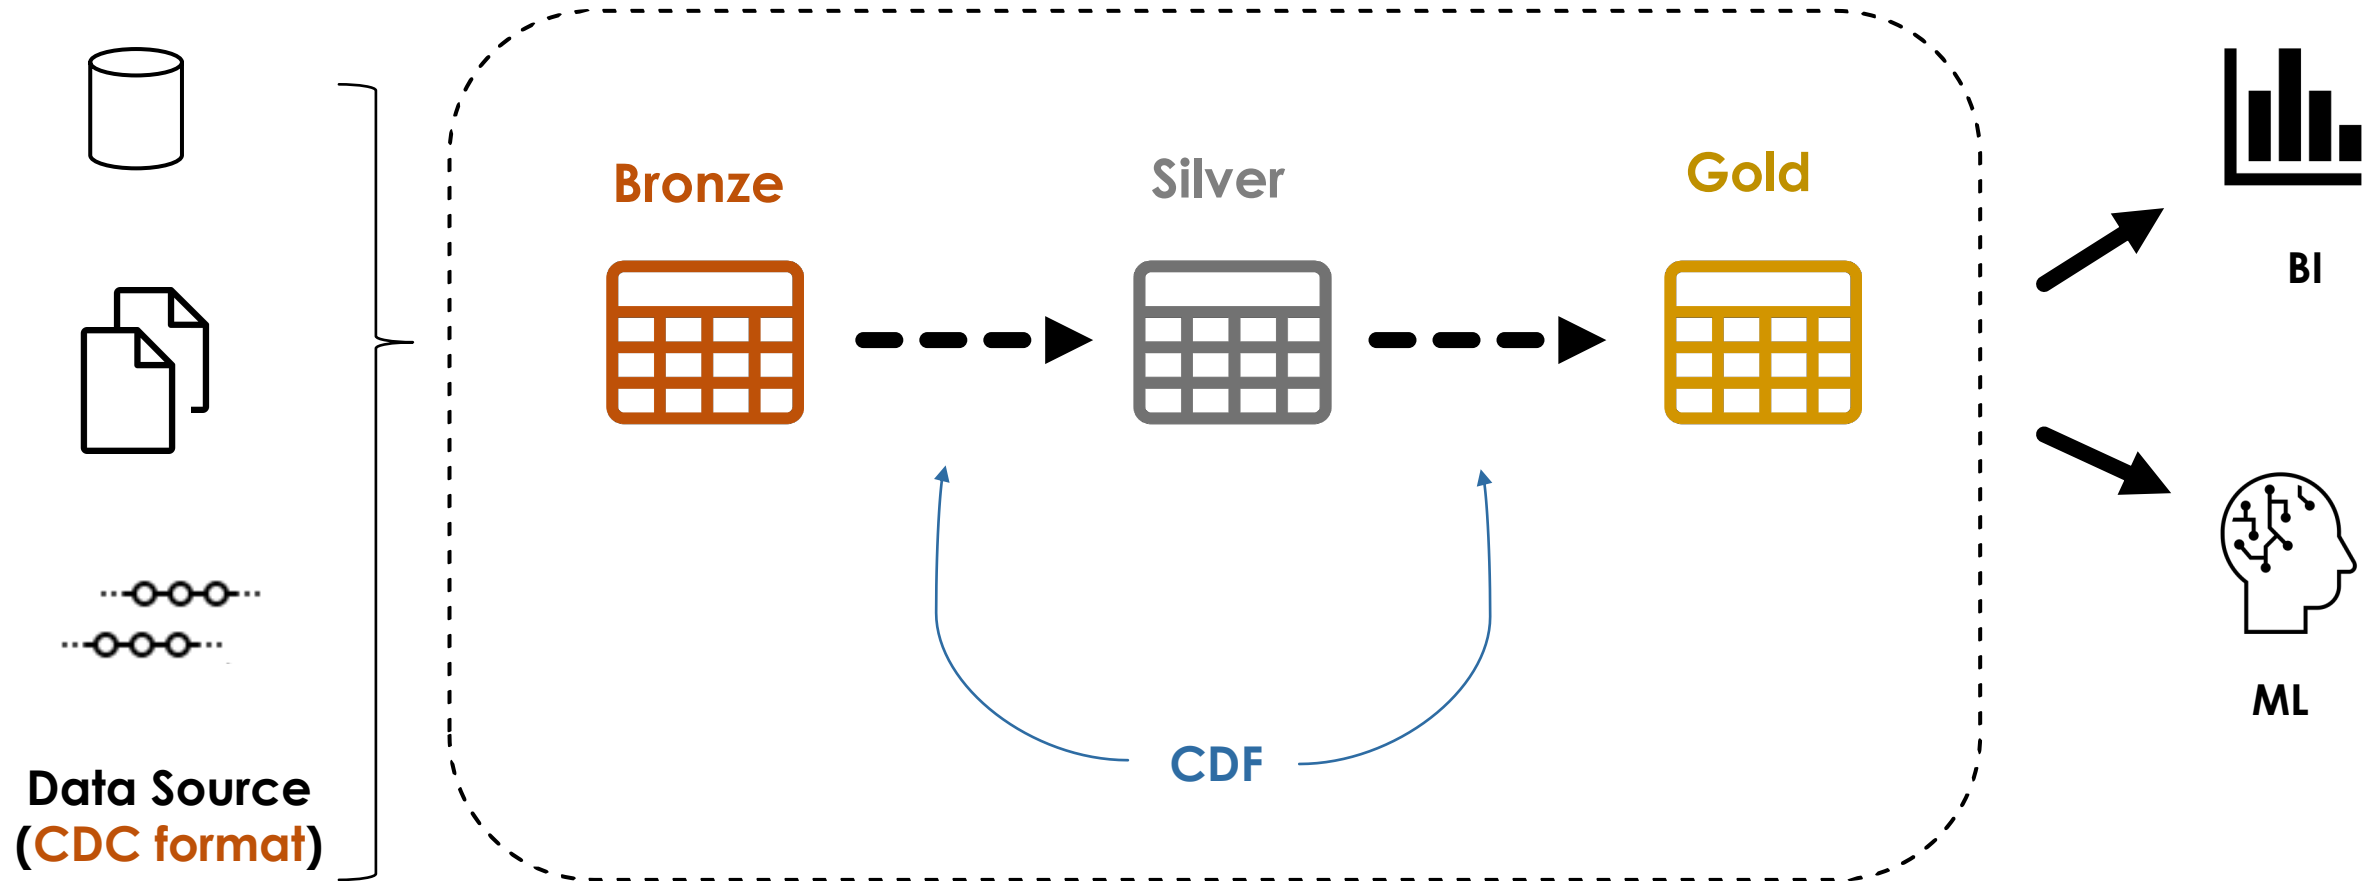 Bronze
Silver
Gold
BI
ML
CDF
Data Source
(CDC format)